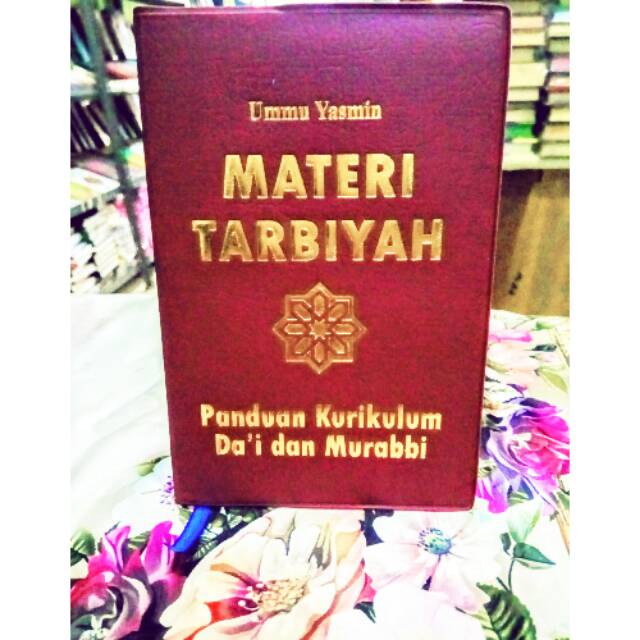 Ummu Yasmin
MATERI
TARBIYAH
Panduan Kurikulum
Da'i dan Murabbi